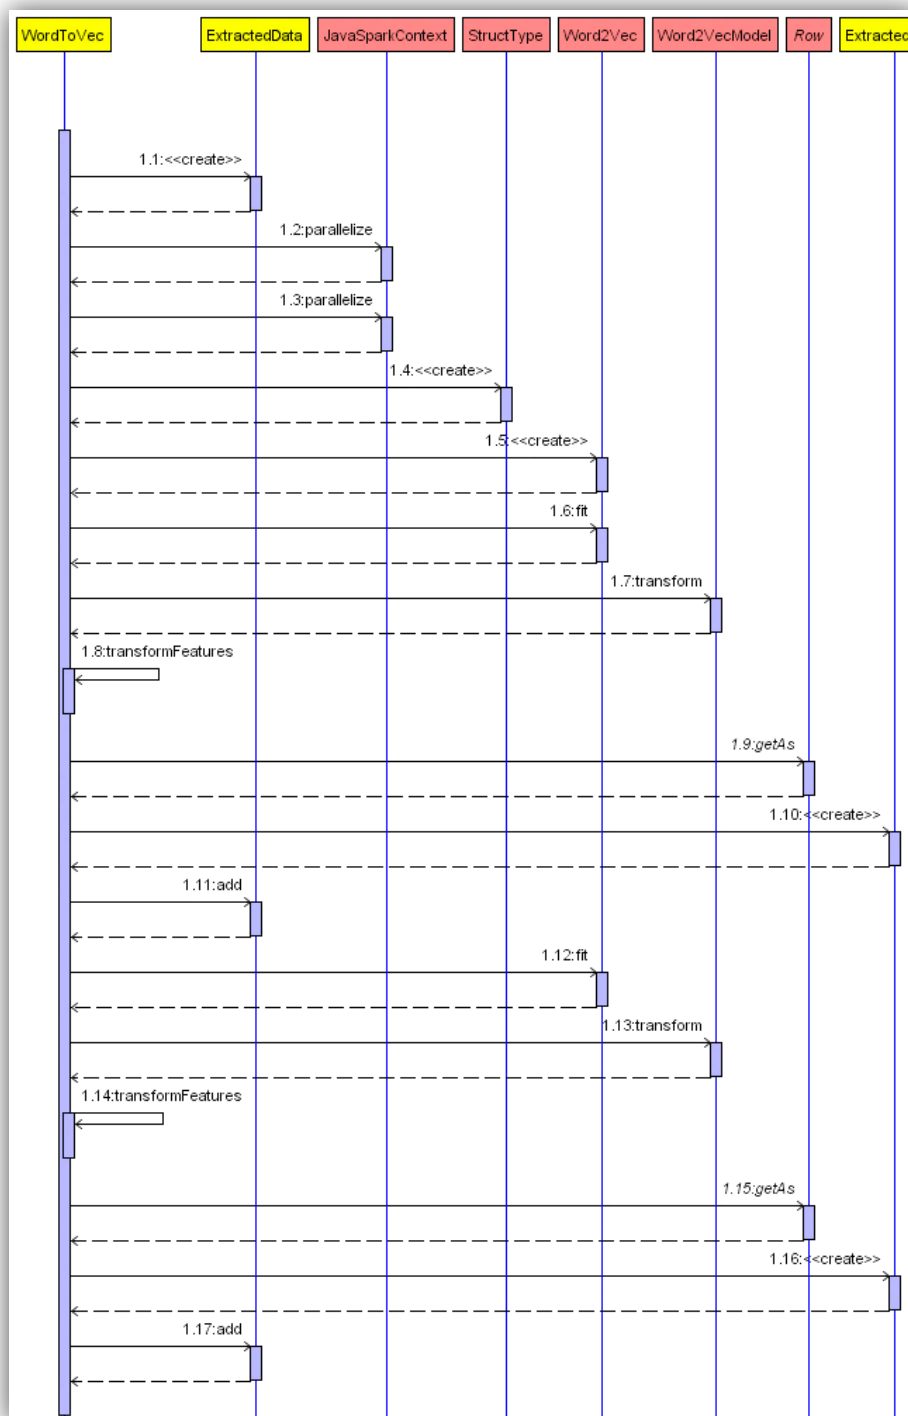 WordToVec ExtractedData JavaSparkContext StructType Word2Vec Word2VecModel Row Extracted
1.1:<<create>>
1.2:parallelize
1.3:parallelize
1.4:<<create>>
1.5:<<create>>
1.6:fit
1.7:transform
1.8:transformFeatures
1.9:getAs
1.10:<<create>>
1.11:add
1.12:fit
1.13:transform
1.14:transformFeatures
1.15:getAs
1.16:<<create>>
1.17:add